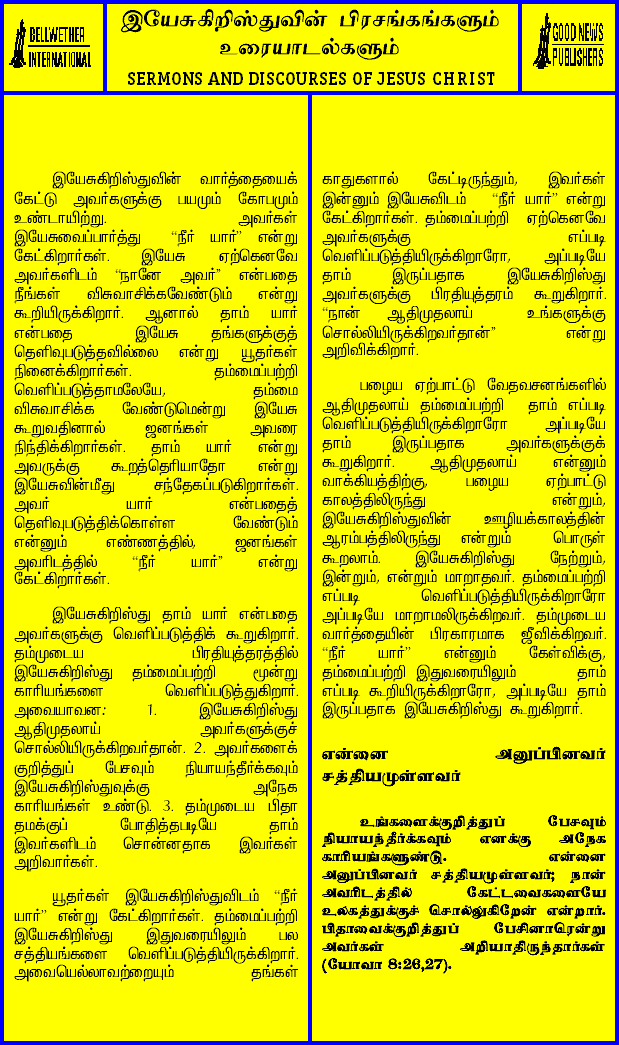 BELLWETHER
INTERNATIONAL
இயேசுகிறிஸ்துவின் பிரசங்கங்களும்
உரையாடல்களும்
SERMONS AND DISCOURSES OF JESUS CHRIST
GOOD NEWS
PUBLISHERS
இயேசுகிறிஸ்துவின் வார்த்தையைக்
கேட்டு அவர்களுக்கு பயமும் கோபமும்
உண்டாயிற்று. அவர்கள்
இயேசுவைப்பார்த்து “நீர் யார்” என்று
கேட்கிறார்கள். இயேசு ஏற்கெனவே
அவர்களிடம் “நானே அவர்” என்பதை
நீங்கள் விசுவாசிக்கவேண்டும் என்று
கூறியிருக்கிறார். ஆனால் தாம் யார்
என்பதை இயேசு தங்களுக்குத்
தெளிவுபடுத்தவில்லை என்று யூதர்கள்
நினைக்கிறார்கள். தம்மைப்பற்றி
வெளிப்படுத்தாமலேயே, தம்மை
விசுவாசிக்க வேண்டுமென்று இயேசு
கூறுவதினால் ஜனங்கள் அவரை
நிந்திக்கிறார்கள். தாம் யார் என்று
அவருக்கு கூறத்தெரியாதோ என்று
இயேசுவின்மீது சந்தேகப்படுகிறார்கள்.
அவர் யார் என்பதைத்
தெளிவுபடுத்திக்கொள்ள வேண்டும்
என்னும் எண்ணத்தில், ஜனங்கள்
அவரிடத்தில் “நீர் யார்” என்று
கேட்கிறார்கள்.
இயேசுகிறிஸ்து தாம் யார் என்பதை
அவர்களுக்கு வெளிப்படுத்திக் கூறுகிறார்.
தம்முடைய பிரதியுத்தரத்தில்
இயேசுகிறிஸ்து தம்மைப்பற்றி மூன்று
காரியங்களை வெளிப்படுத்துகிறார்.
அவையாவன: 1. இயேசுகிறிஸ்து
ஆதிமுதலாய் அவர்களுக்குச்
சொல்லியிருக்கிறவர்தான். 2. அவர்களைக்
குறித்துப் பேசவும் நியாயந்தீர்க்கவும்
இயேசுகிறிஸ்துவுக்கு அநேக
காரியங்கள் உண்டு. 3. தம்முடைய பிதா
தமக்குப் போதித்தபடியே தாம்
இவர்களிடம் சொன்னதாக இவர்கள்
அறிவார்கள்.
யூதர்கள் இயேசுகிறிஸ்துவிடம் “நீர்
யார்” என்று கேட்கிறார்கள். தம்மைப்பற்றி
இயேசுகிறிஸ்து இதுவரையிலும் பல
சத்தியங்களை வெளிப்படுத்தியிருக்கிறார்.
அவையெல்லாவற்றையும் தங்கள்
காதுகளால் கேட்டிருந்தும், இவர்கள்
இன்னும் இயேசுவிடம் “நீர் யார்” என்று
கேட்கிறார்கள். தம்மைப்பற்றி ஏற்கெனவே
அவர்களுக்கு எப்படி
வெளிப்படுத்தியிருக்கிறாரோ, அப்படியே
தாம் இருப்பதாக இயேசுகிறிஸ்து
அவர்களுக்கு பிரதியுத்தரம் கூறுகிறார்.
“நான் ஆதிமுதலாய் உங்களுக்கு
சொல்லியிருக்கிறவர்தான்” என்று
அறிவிக்கிறார்.
பழைய ஏற்பாட்டு வேதவசனங்களில்
ஆதிமுதலாய் தம்மைப்பற்றி தாம் எப்படி
வெளிப்படுத்தியிருக்கிறாரோ அப்படியே
தாம் இருப்பதாக அவர்களுக்குக்
கூறுகிறார். ஆதிமுதலாய் என்னும்
வாக்கியத்திற்கு, பழைய ஏற்பாட்டு
காலத்திலிருந்து என்றும்,
இயேசுகிறிஸ்துவின் ஊழியக்காலத்தின்
ஆரம்பத்திலிருந்து என்றும் பொருள்
கூறலாம். இயேசுகிறிஸ்து நேற்றும்,
இன்றும், என்றும் மாறாதவர். தம்மைப்பற்றி
எப்படி வெளிப்படுத்தியிருக்கிறாரோ
அப்படியே மாறாமலிருக்கிறவர். தம்முடைய
வார்த்தையின் பிரகாரமாக ஜீவிக்கிறவர்.
“நீர் யார்” என்னும் கேள்விக்கு,
தம்மைப்பற்றி இதுவரையிலும் தாம்
எப்படி கூறியிருக்கிறாரோ, அப்படியே தாம்
இருப்பதாக இயேசுகிறிஸ்து கூறுகிறார்.
என்னை அனுப்பினவர்
சத்தியமுள்ளவர்
உங்களைக்குறித்துப் பேசவும்
நியாயந்தீர்க்கவும் எனக்கு அநேக
காரியங்களுண்டு. என்னை
அனுப்பினவர் சத்தியமுள்ளவர்; நான்
அவரிடத்தில் கேட்டவைகளையே
உலகத்துக்குச் சொல்லுகிறேன் என்றார்.
பிதாவைக்குறித்துப் பேசினாரென்று
அவர்கள் அறியாதிருந்தார்கள்
(யோவா 8:26,27).